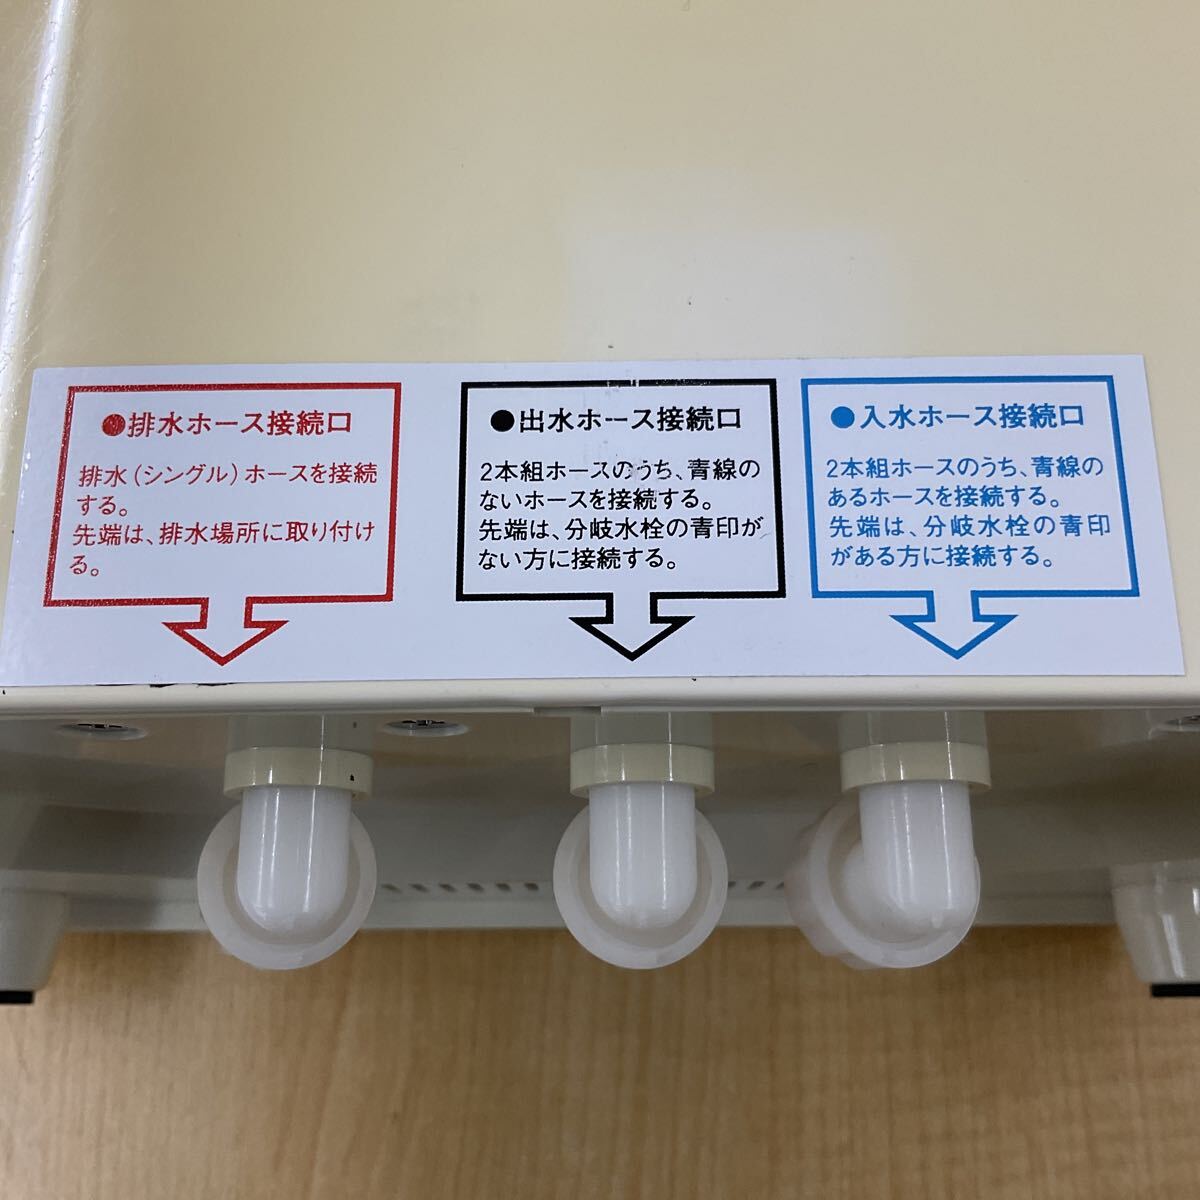 ●排水ホース接続口
排水(シングル)ホースを接続
する。
先端は、排水場所に取り付け
る。
●出水ホース接続口
2本組ホースのうち、青線の
ないホースを接続する。
先端は、分岐水栓の青印が
ない方に接続する。
●入水ホース接続口
2本組ホースのうち、青線の
あるホースを接続する。
先端は、分岐水栓の青印
がある方に接続する。